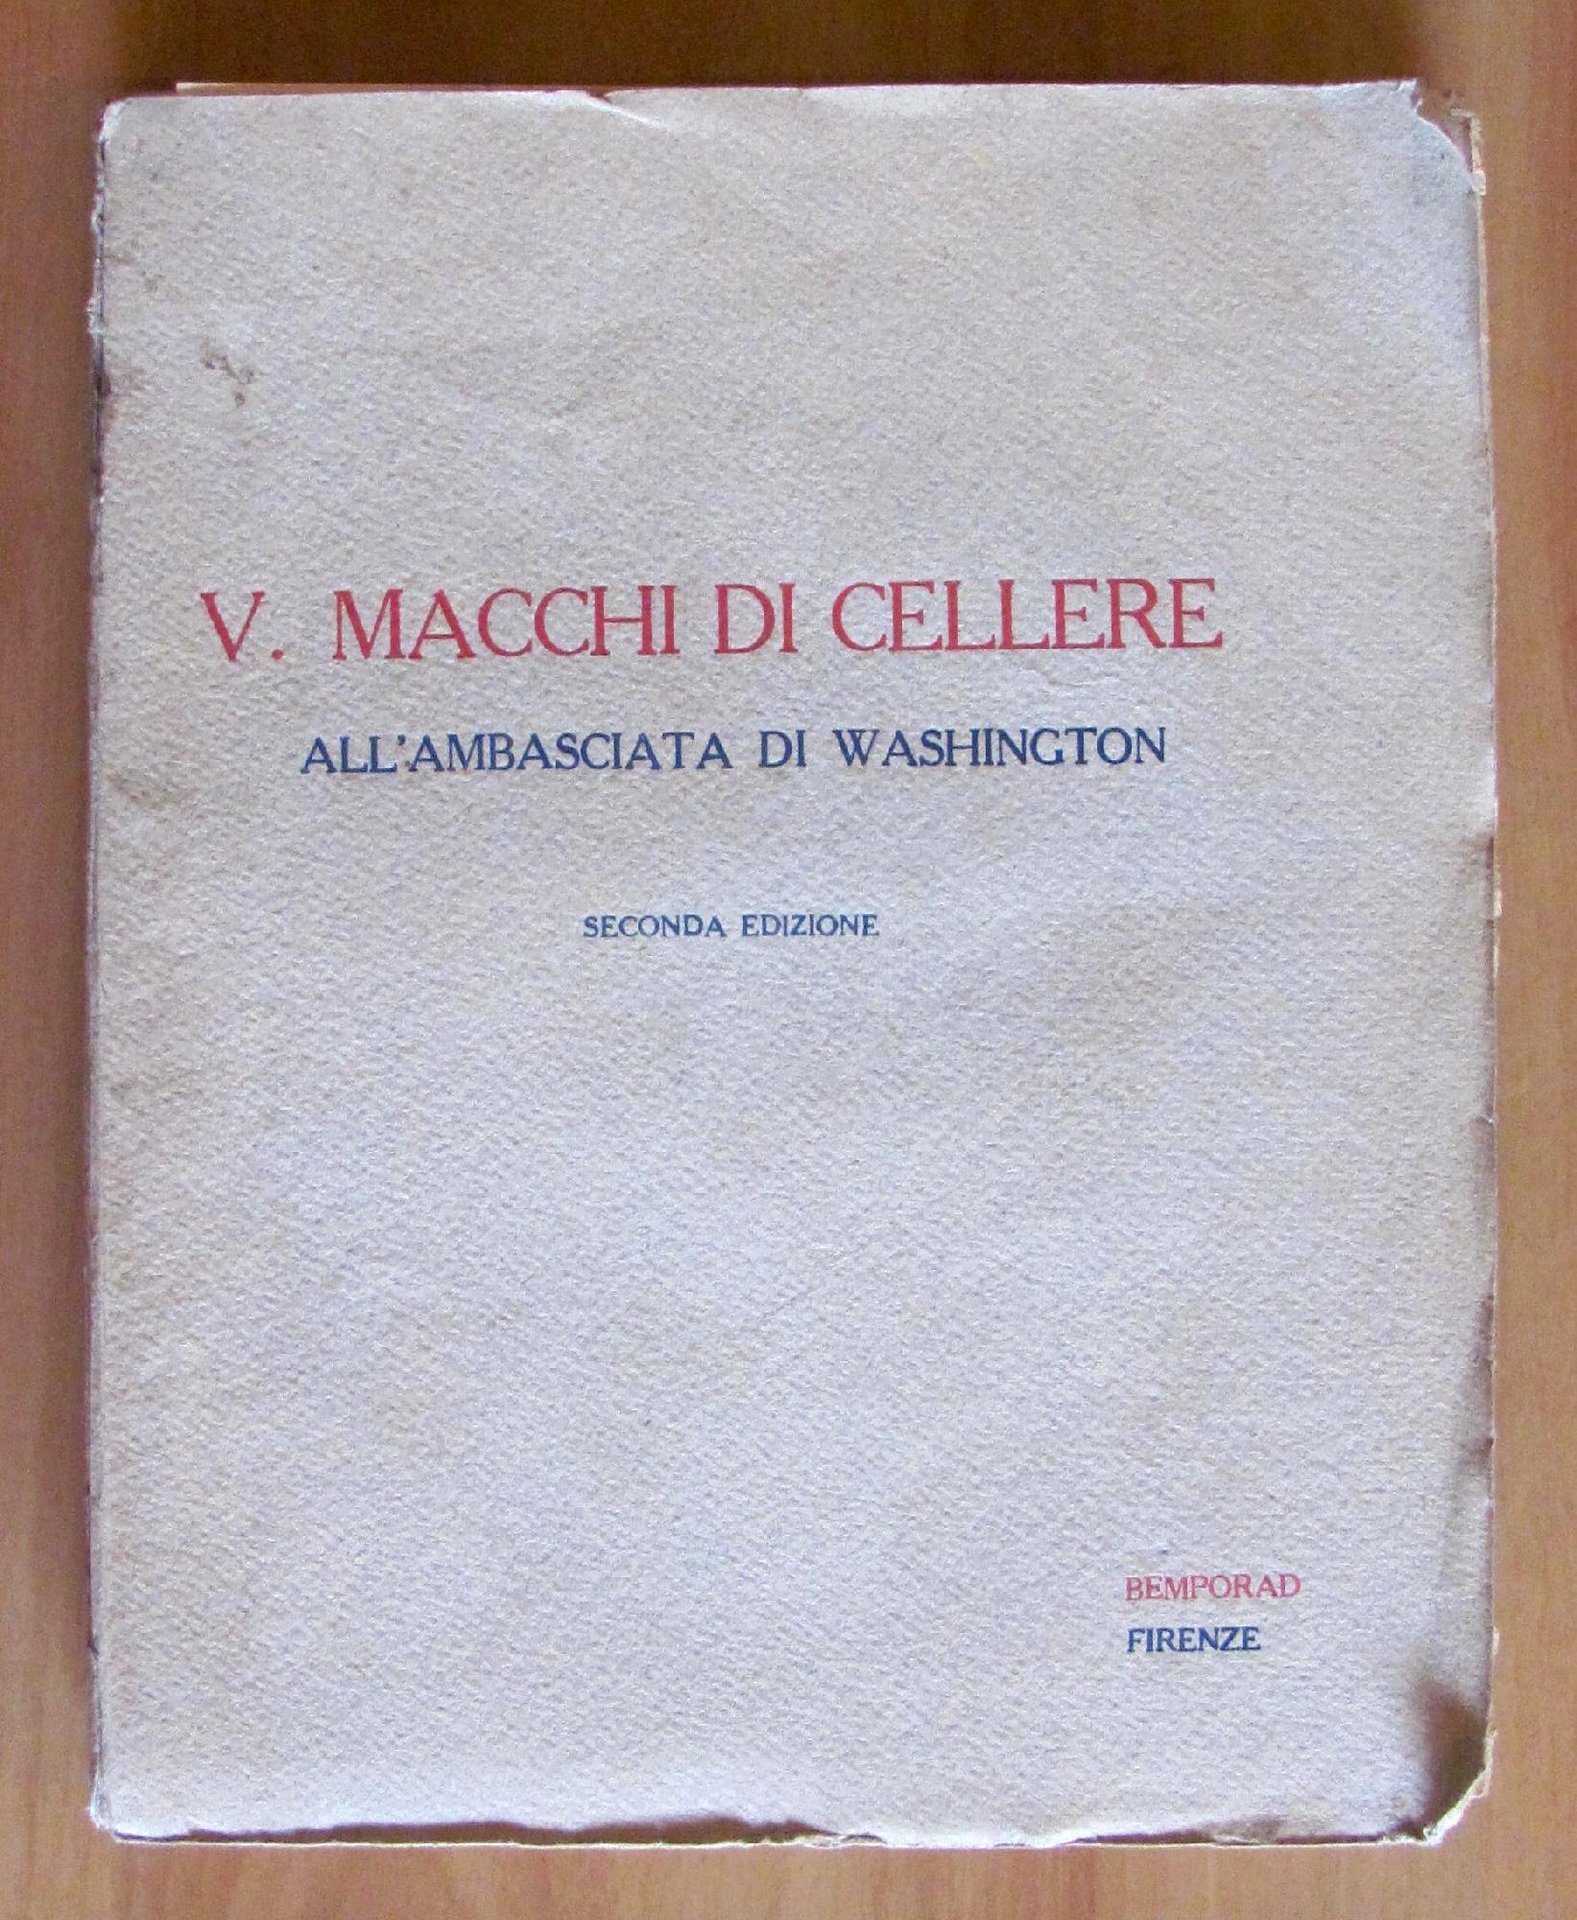 V. MACCHI DI CELLERE
ALL'AMBASCIATA DI WASHINGTON
SECONDA EDIZIONE
BEMPORAD
FIRENZE